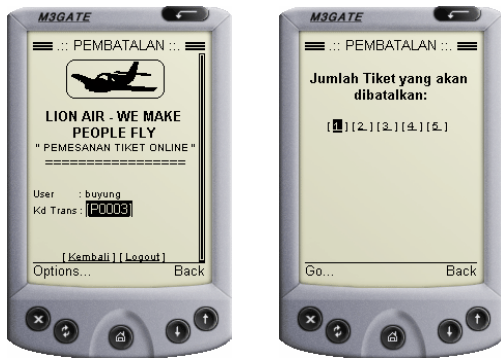 M3GATE
.:: PEMBATALAN ::.
LION AIR - WE MAKE
PEOPLE FLY
" PEMESANAN TIKET ONLINE "
==================
User : buyung
Kd Trans : [P0003]
[Kembali] [Logout]
Options... Back
M3GATE
.:: PEMBATALAN ::.
Jumlah Tiket yang akan
dibatalkan:
[1] [2] [3] [4] [5]
Go... Back